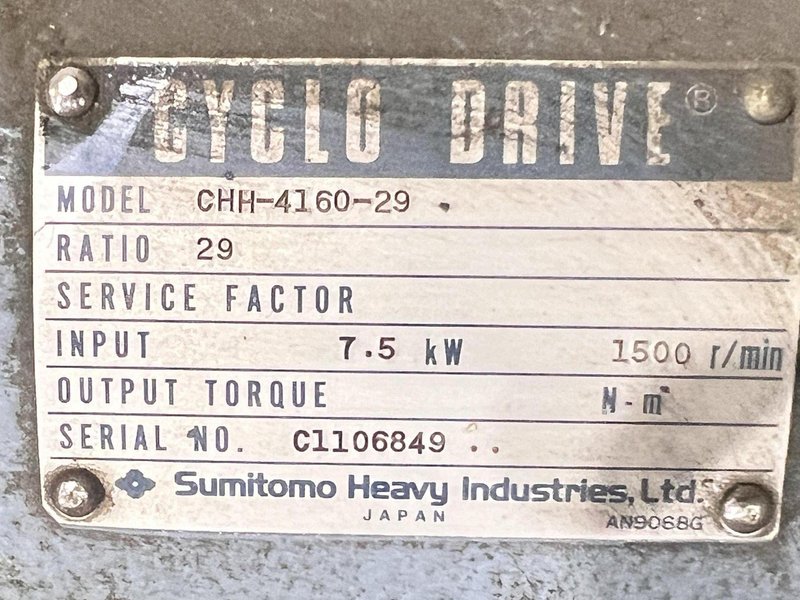 CYCLO DRIVE®
MODEL CHH-4160-29
RATIO 29
SERVICE FACTOR
INPUT 7.5 kW 1500 r/min
OUTPUT TORQUE N-m
SERIAL NO. C1106849
Sumitomo Heavy Industries, Ltd.
JAPAN
AN9068G